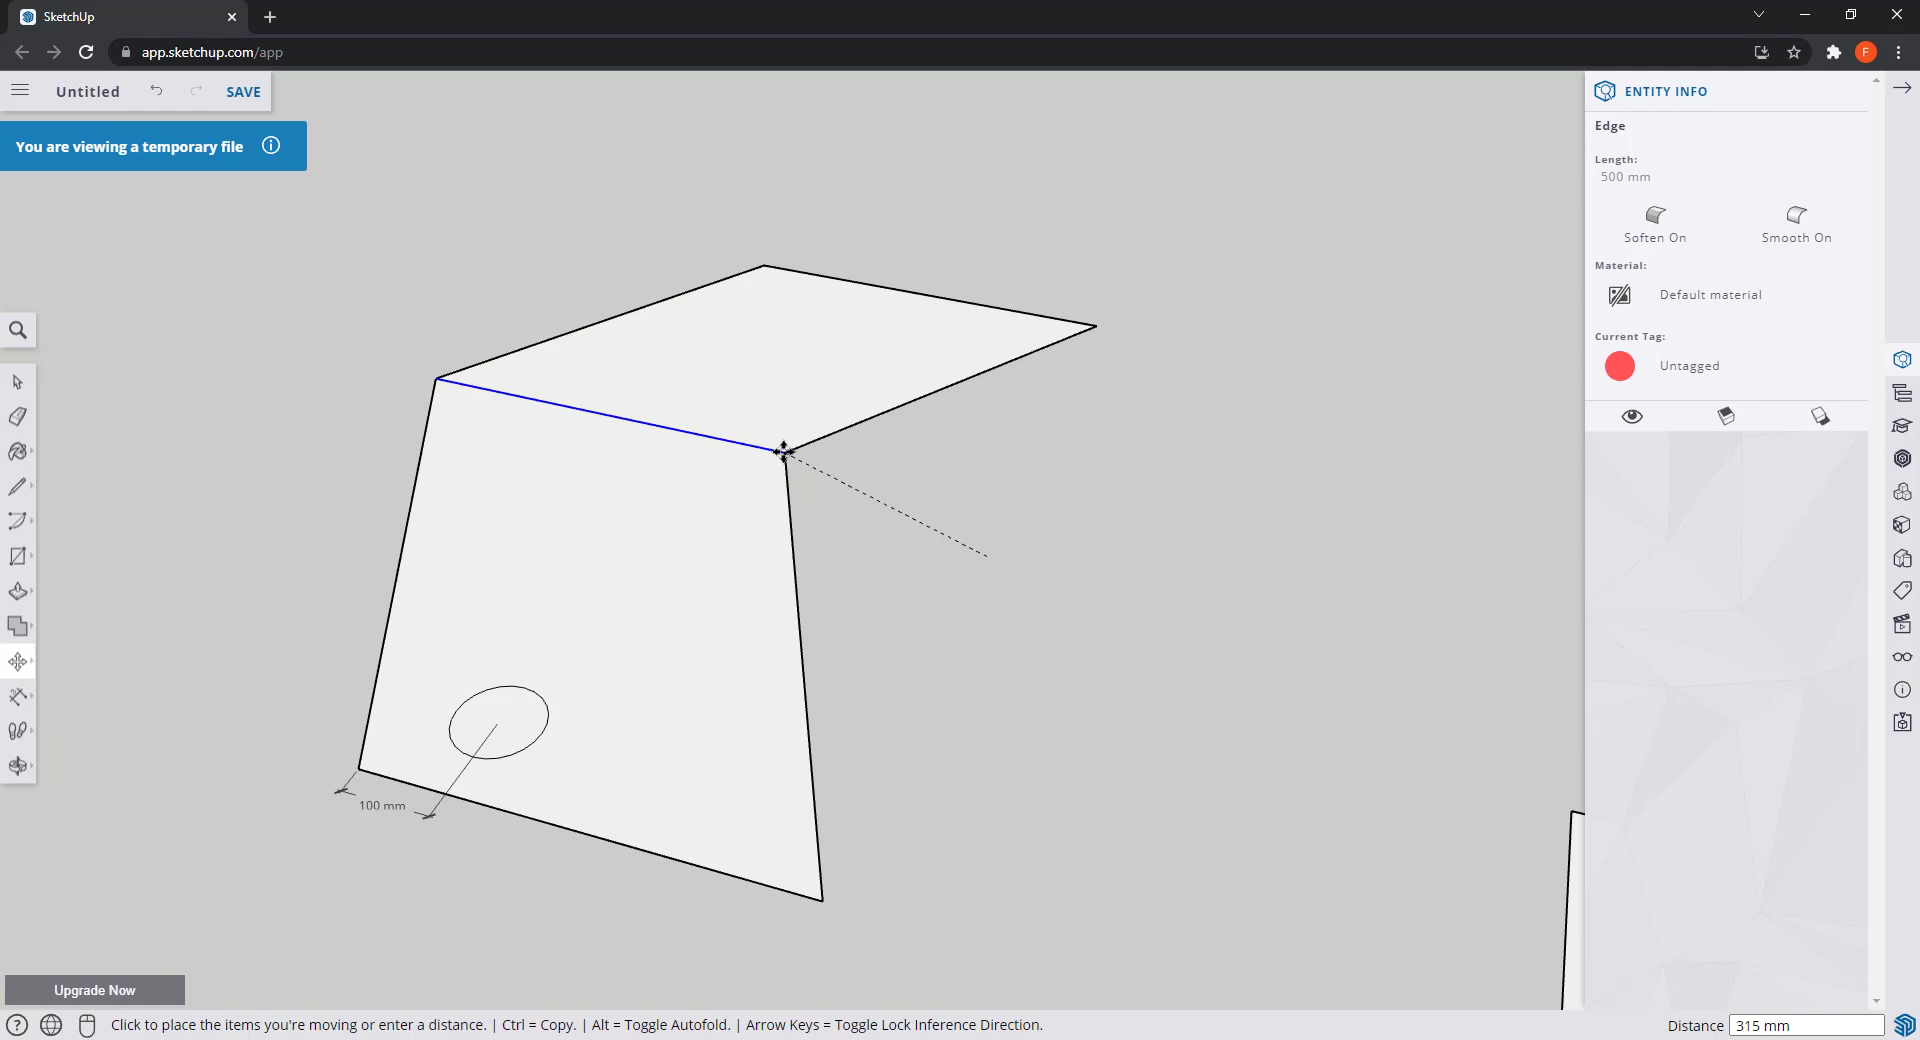 SketchUp
app.sketchup.com/app
F
Untitled
SAVE
You are viewing a temporary file
ENTITY INFO
Edge
Length:
500 mm
Soften On
Smooth On
Material:
Default material
Current Tag:
Untagged
100 mm
Upgrade Now
Click to place the items you're moving or enter a distance. | Ctrl = Copy. | Alt = Toggle Autofold. | Arrow Keys = Toggle Lock Inference Direction.
Distance 315 mm